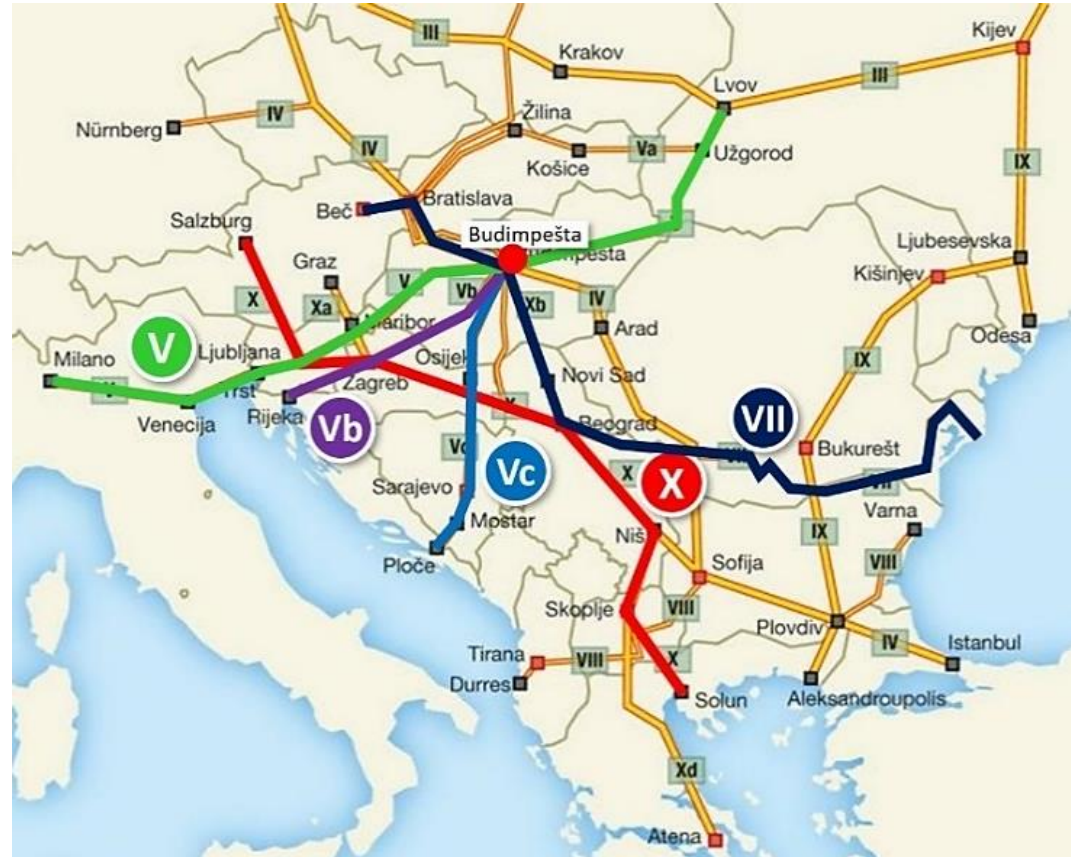 III
Kijev
Krakov
III
Lvov
Žilina
IV
Nürnberg
Košice
Va
Užgorod
IX
IV
Bratislava
Beč
Salzburg
Budimpešta
Ljubesevska
Graz
Kišinjev
V
Vb
Xb
IV
X
Xa
Maribor
Arad
Odesa
V
Milano
Ljubljana
Osijek
IX
Novi Sad
V
Trst
Zagreb
X
Venecija
Rijeka
Vb
Beograd
VII
VII
Bukurešt
Vc
Vc
X
X
VII
Sarajevo
Varna
Mostar
Niš
IX
Ploče
Sofija
VIII
Skoplje
VIII
Plovdiv
IV
Istanbul
Tirana
VIII
X
Durres
Solun
Aleksandroupolis
Xd
Atena